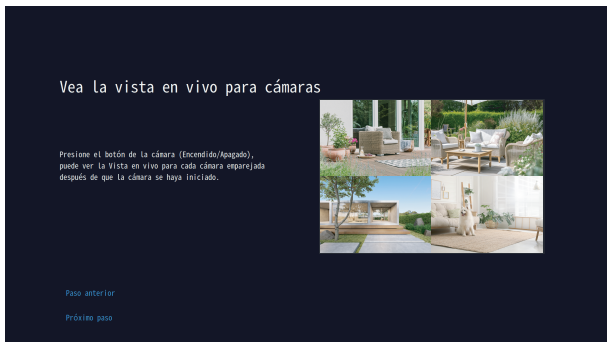 Vea la vista en vivo para cámaras
Presione el botón de la cámara (Encendido/Apagado),
puede ver la Vista en vivo para cada cámara emparejada
después de que la cámara se haya iniciado.
Paso anterior
Próximo paso